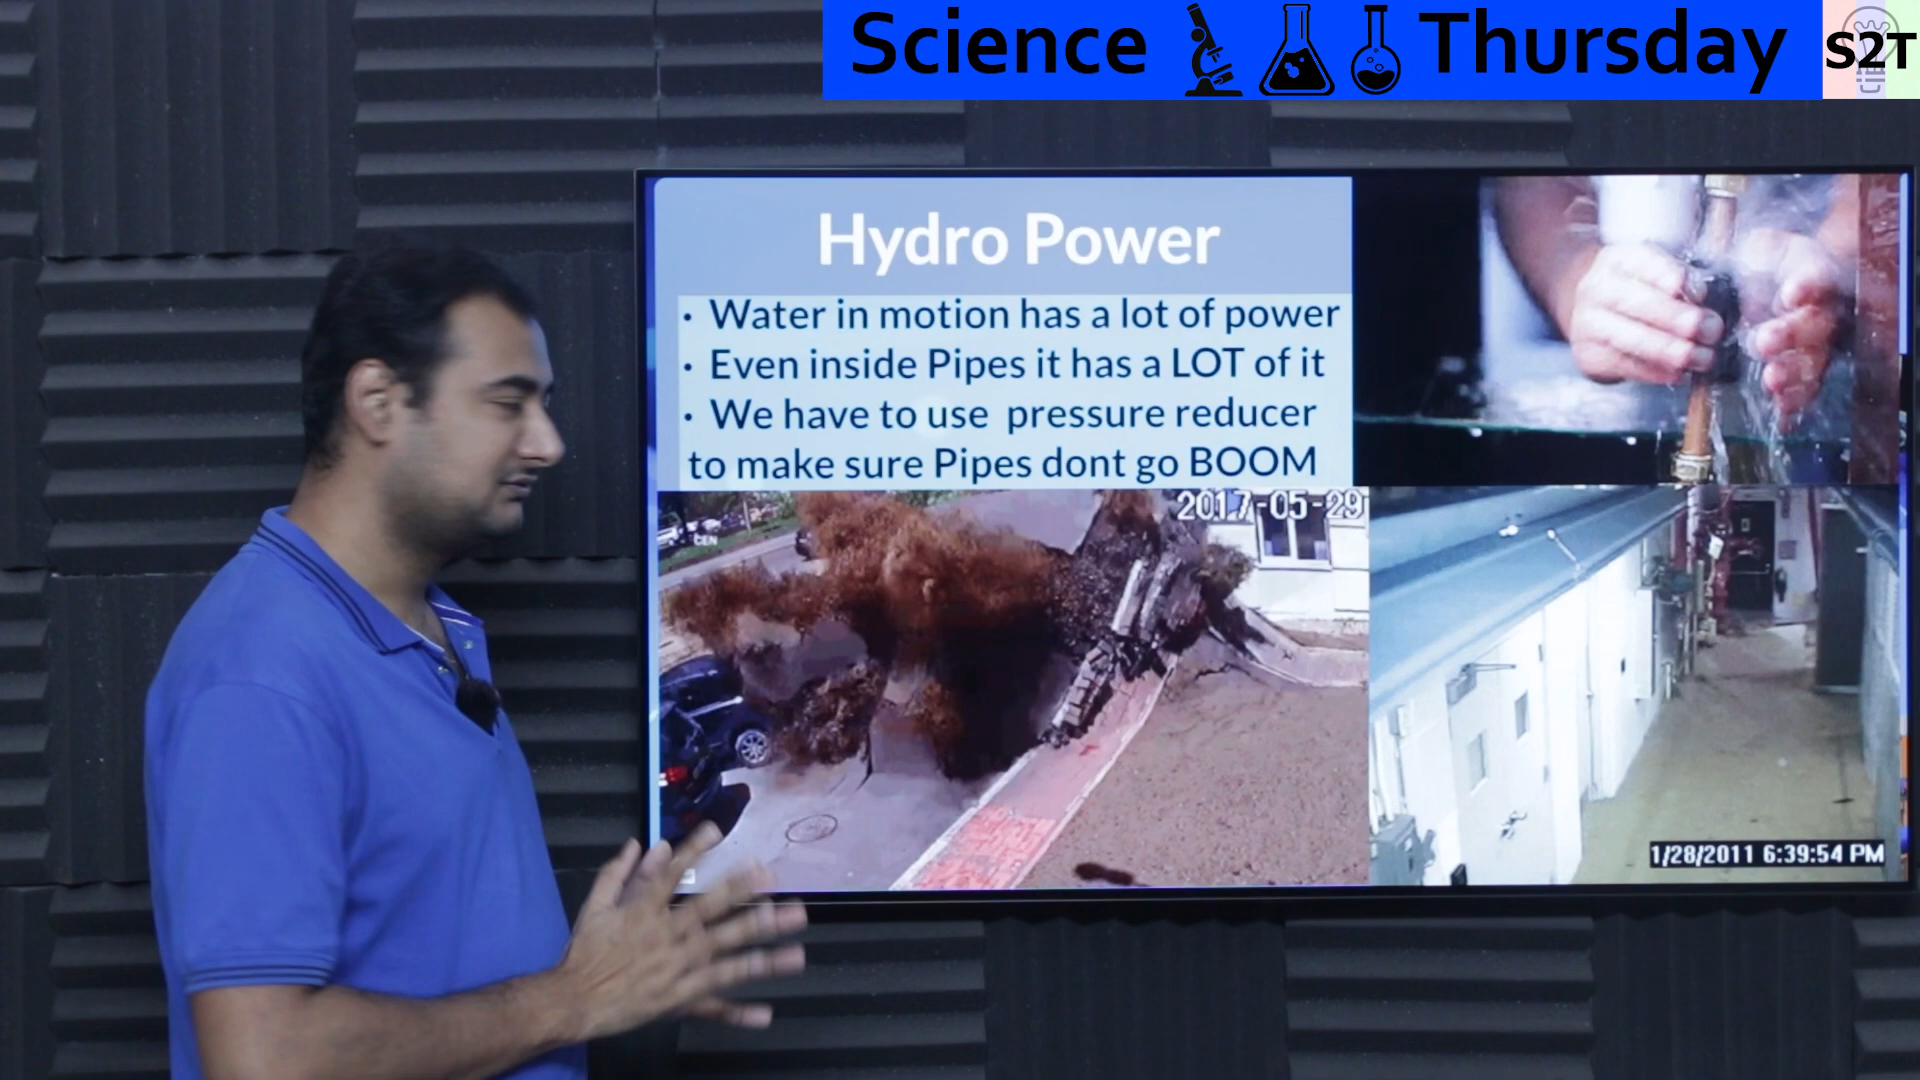 Science Thursday
S2T
Hydro Power
· Water in motion has a lot of power
· Even inside Pipes it has a LOT of it
· We have to use pressure reducer
to make sure Pipes dont go BOOM
2017-05-29
CEN
1/28/2011 6:39:54 PM